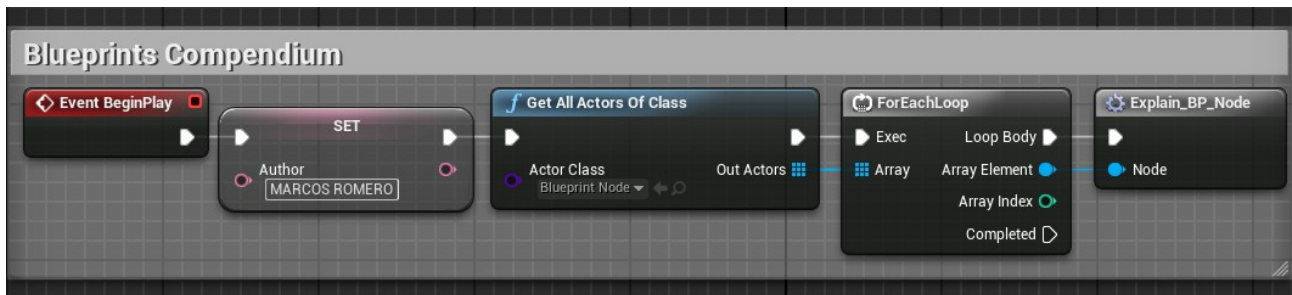 Blueprints Compendium
Event BeginPlay
SET
Author
MARCOS ROMERO
f Get All Actors Of Class
Actor Class
Blueprint Node
Out Actors
ForEachLoop
Exec
Loop Body
Array
Array Element
Array Index
Completed
Explain_BP_Node
Node